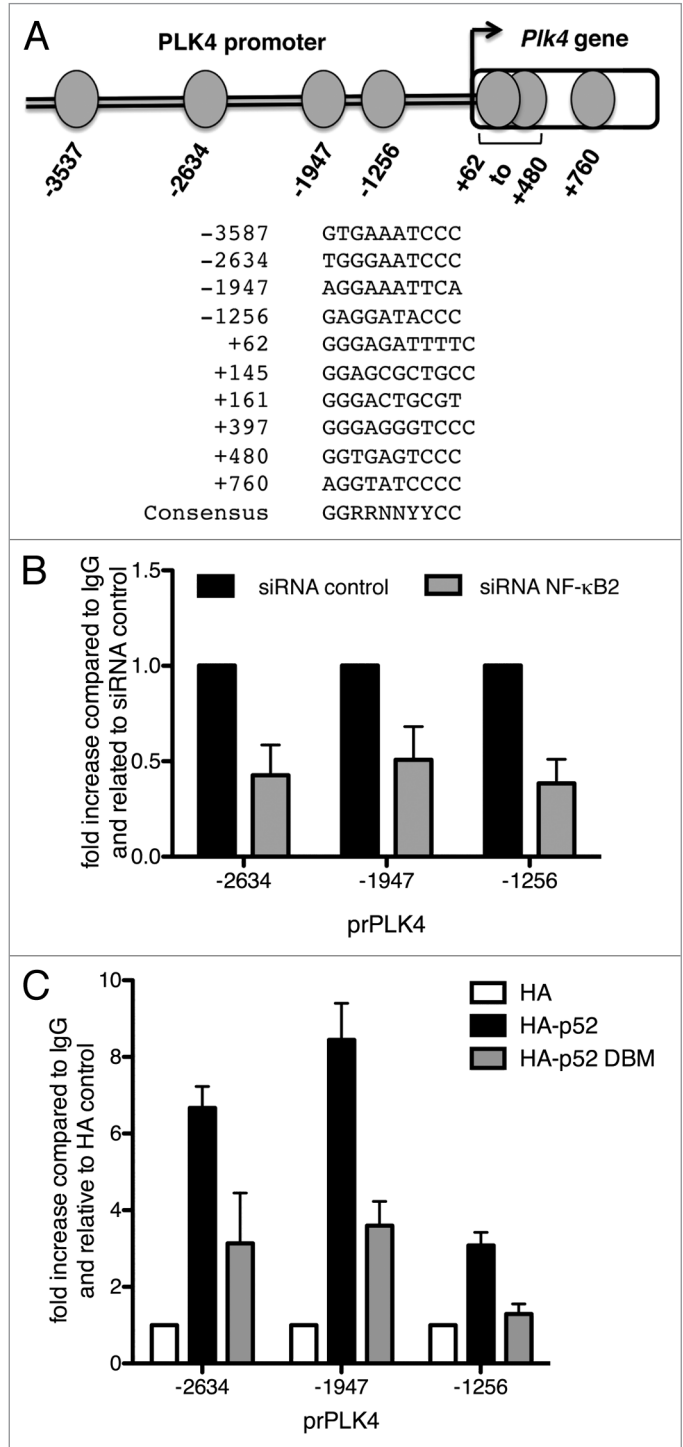 A
PLK4 promoter
Plk4 gene
-3537
-2634
-1947
-1256
+62
to
+480
+760
−3587 GTGAAATCCC
−2634 TGGGAATCCC
−1947 AGGAAATTCA
−1256 GAGGATACCC
+62 GGGAGATTTTC
+145 GGAGCGCTGCC
+161 GGGACTGCGT
+397 GGGAGGGTCCC
+480 GGTGAGTCCC
+760 AGGTATCCCC
Consensus GGRRNNYYCC
B
fold increase compared to IgG
and related to siRNA control
1.5
1.0
0.5
0.0
siRNA control
siRNA NF-κB2
-2634 -1947 -1256
prPLK4
C
fold increase compared to IgG
and relative to HA control
10
8
6
4
2
0
HA
HA-p52
HA-p52 DBM
-2634 -1947 -1256
prPLK4